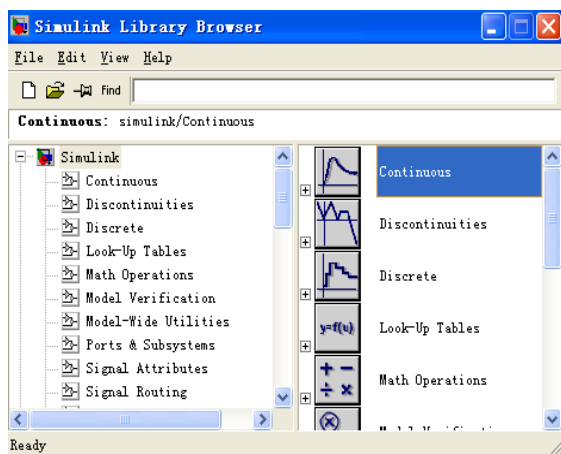 Simulink Library Browser
File Edit View Help
Find
Continuous: simulink/Continuous
Simulink
Continuous
Discontinuities
Discrete
Look-Up Tables
Math Operations
Model Verification
Model-Wide Utilities
Ports & Subsystems
Signal Attributes
Signal Routing
Continuous
Discontinuities
Discrete
y=f(u)
Look-Up Tables
+ −
÷ ×
Math Operations
Ready